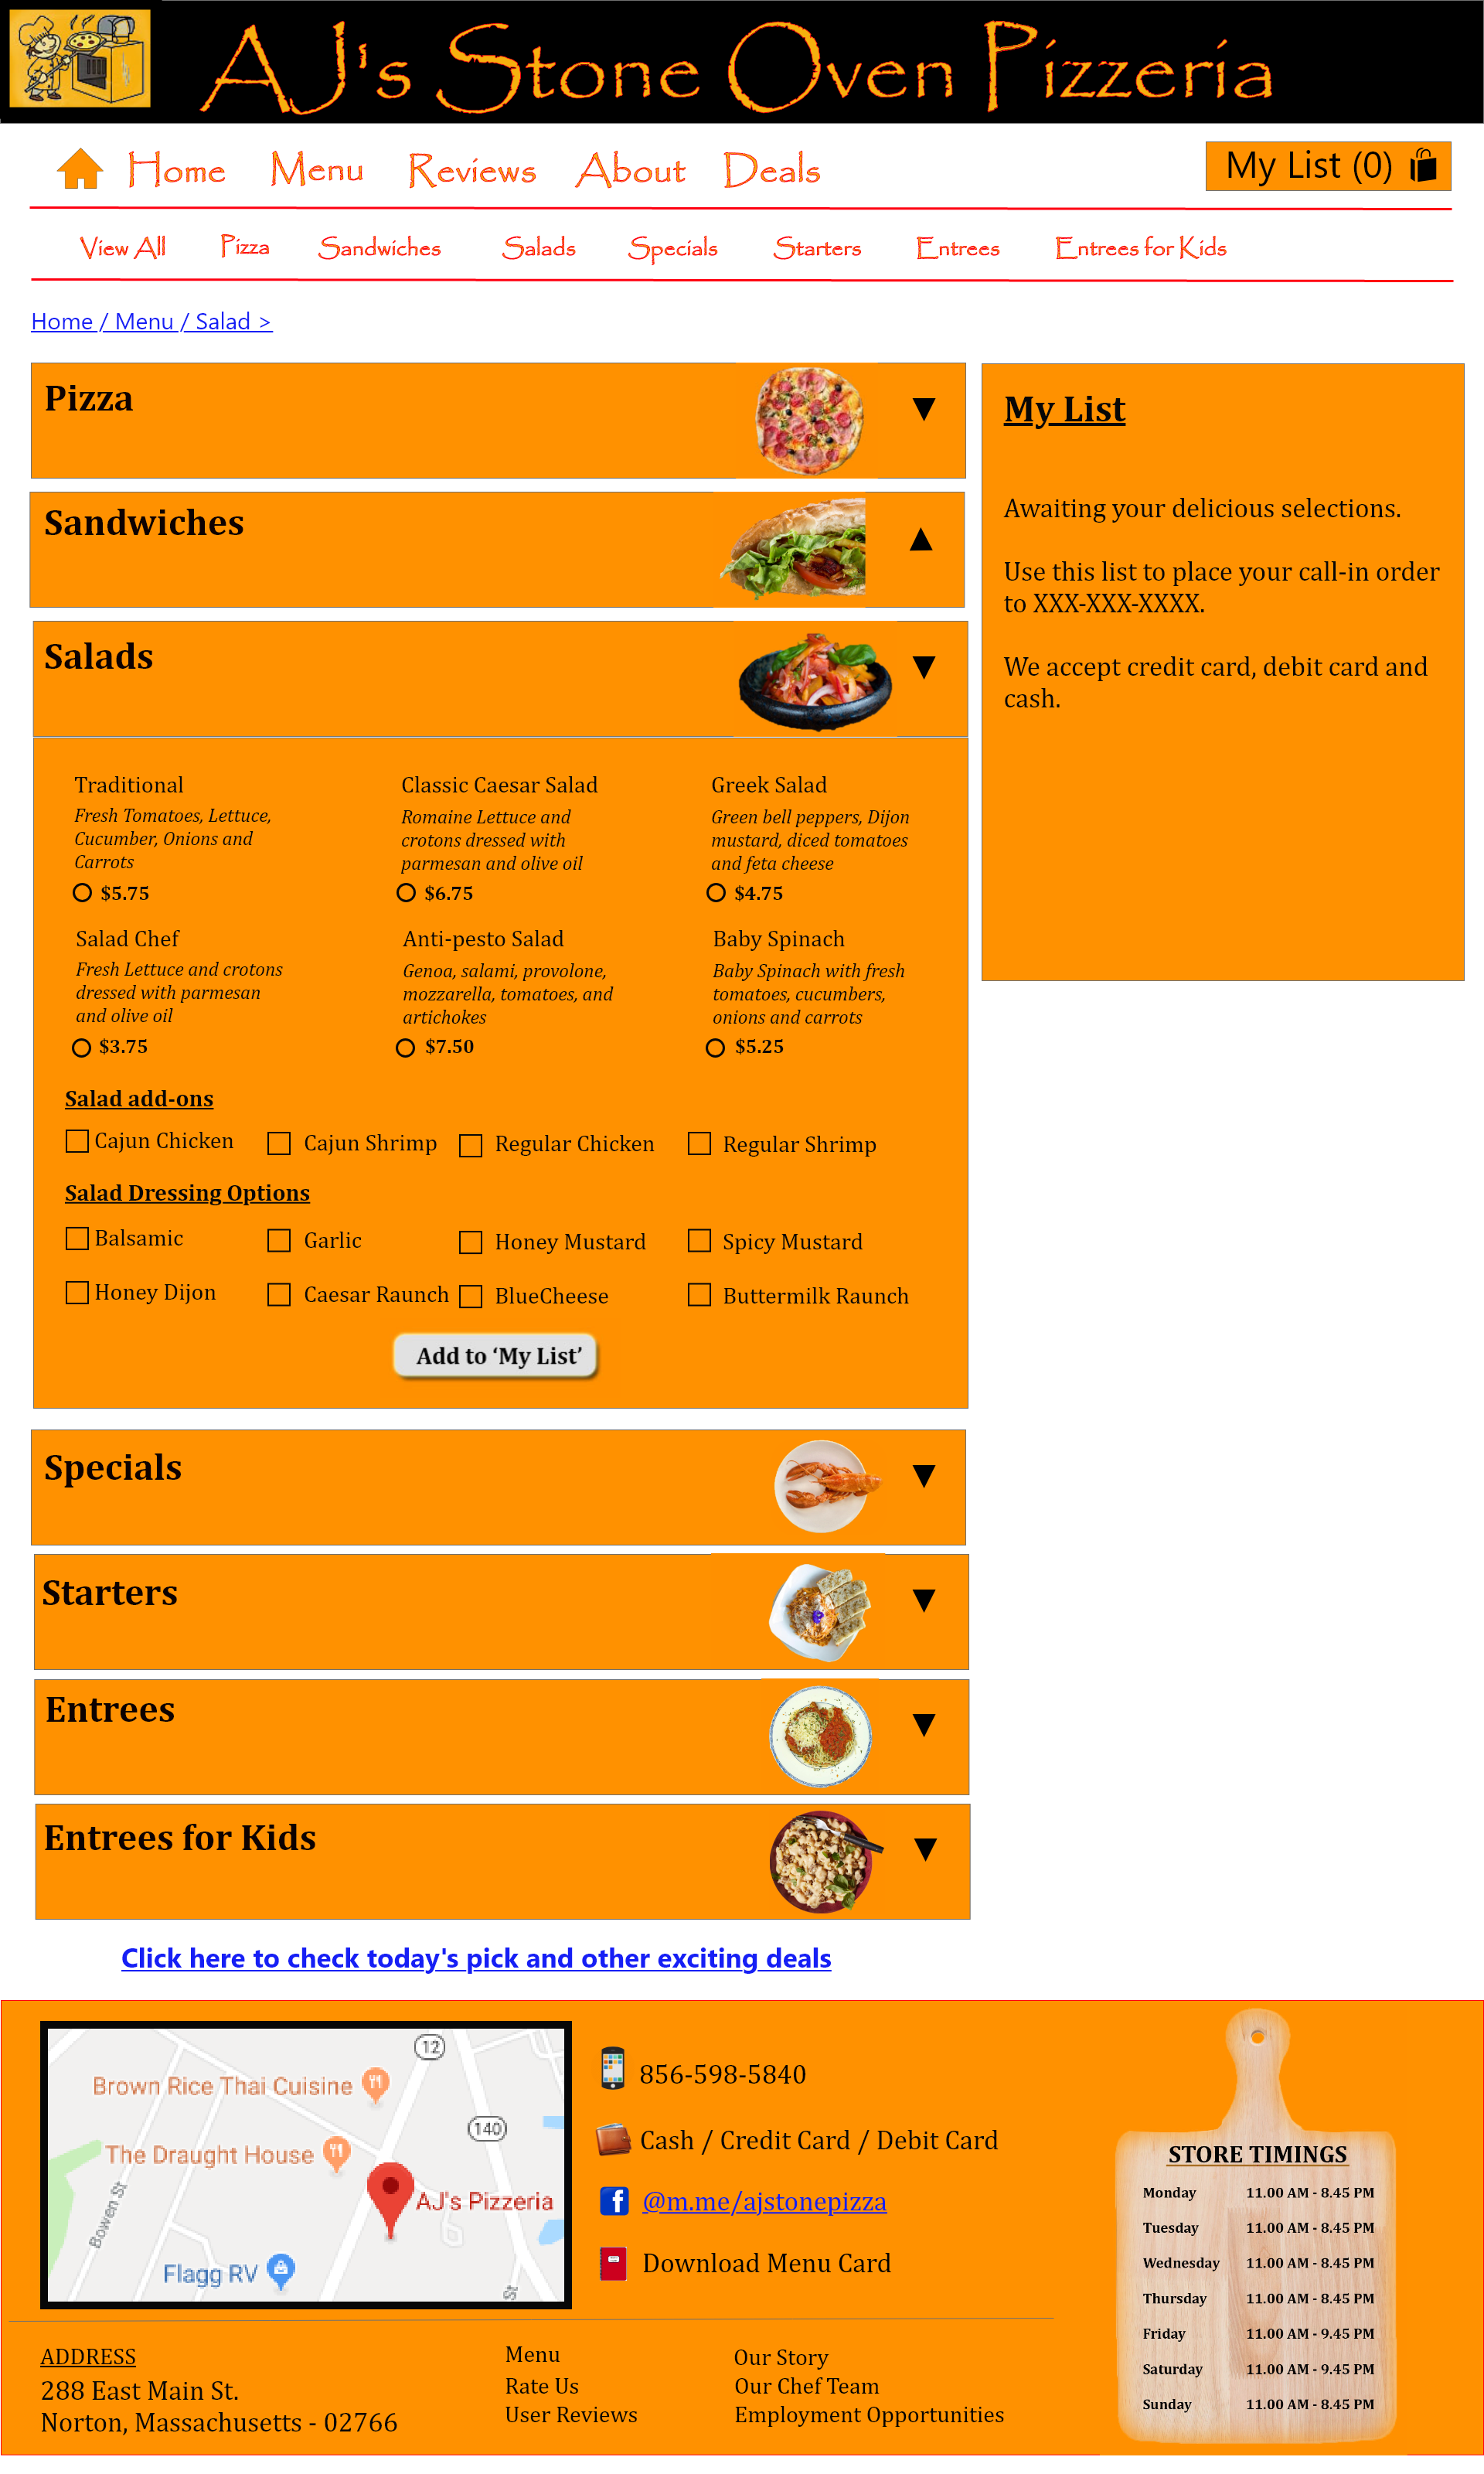 AJ's Stone Oven Pizzeria
Home Menu Reviews About Deals My List (0)
View All Pizza Sandwiches Salads Specials Starters Entrees Entrees for Kids
Home / Menu / Salad >
Pizza
Sandwiches
Salads
Traditional
Fresh Tomatoes, Lettuce,
Cucumber, Onions and
Carrots
$5.75
Classic Caesar Salad
Romaine Lettuce and
crotons dressed with
parmesan and olive oil
$6.75
Greek Salad
Green bell peppers, Dijon
mustard, diced tomatoes
and feta cheese
$4.75
Salad Chef
Fresh Lettuce and crotons
dressed with parmesan
and olive oil
$3.75
Anti-pesto Salad
Genoa, salami, provolone,
mozzarella, tomatoes, and
artichokes
$7.50
Baby Spinach
Baby Spinach with fresh
tomatoes, cucumbers,
onions and carrots
$5.25
Salad add-ons
Cajun Chicken Cajun Shrimp Regular Chicken Regular Shrimp
Salad Dressing Options
Balsamic Garlic Honey Mustard Spicy Mustard
Honey Dijon Caesar Raunch BlueCheese Buttermilk Raunch
Add to ‘My List’
Specials
Starters
Entrees
Entrees for Kids
My List
Awaiting your delicious selections.
Use this list to place your call-in order
to XXX-XXX-XXXX.
We accept credit card, debit card and
cash.
Click here to check today's pick and other exciting deals
12
Brown Rice Thai Cuisine
140
The Draught House
Bowen St
AJ's Pizzeria
Flagg RV
St
856-598-5840
Cash / Credit Card / Debit Card
@m.me/ajstonepizza
Download Menu Card
STORE TIMINGS
Monday 11.00 AM - 8.45 PM
Tuesday 11.00 AM - 8.45 PM
Wednesday 11.00 AM - 8.45 PM
Thursday 11.00 AM - 8.45 PM
Friday 11.00 AM - 9.45 PM
Saturday 11.00 AM - 9.45 PM
Sunday 11.00 AM - 8.45 PM
ADDRESS
288 East Main St.
Norton, Massachusetts - 02766
Menu
Rate Us
User Reviews
Our Story
Our Chef Team
Employment Opportunities